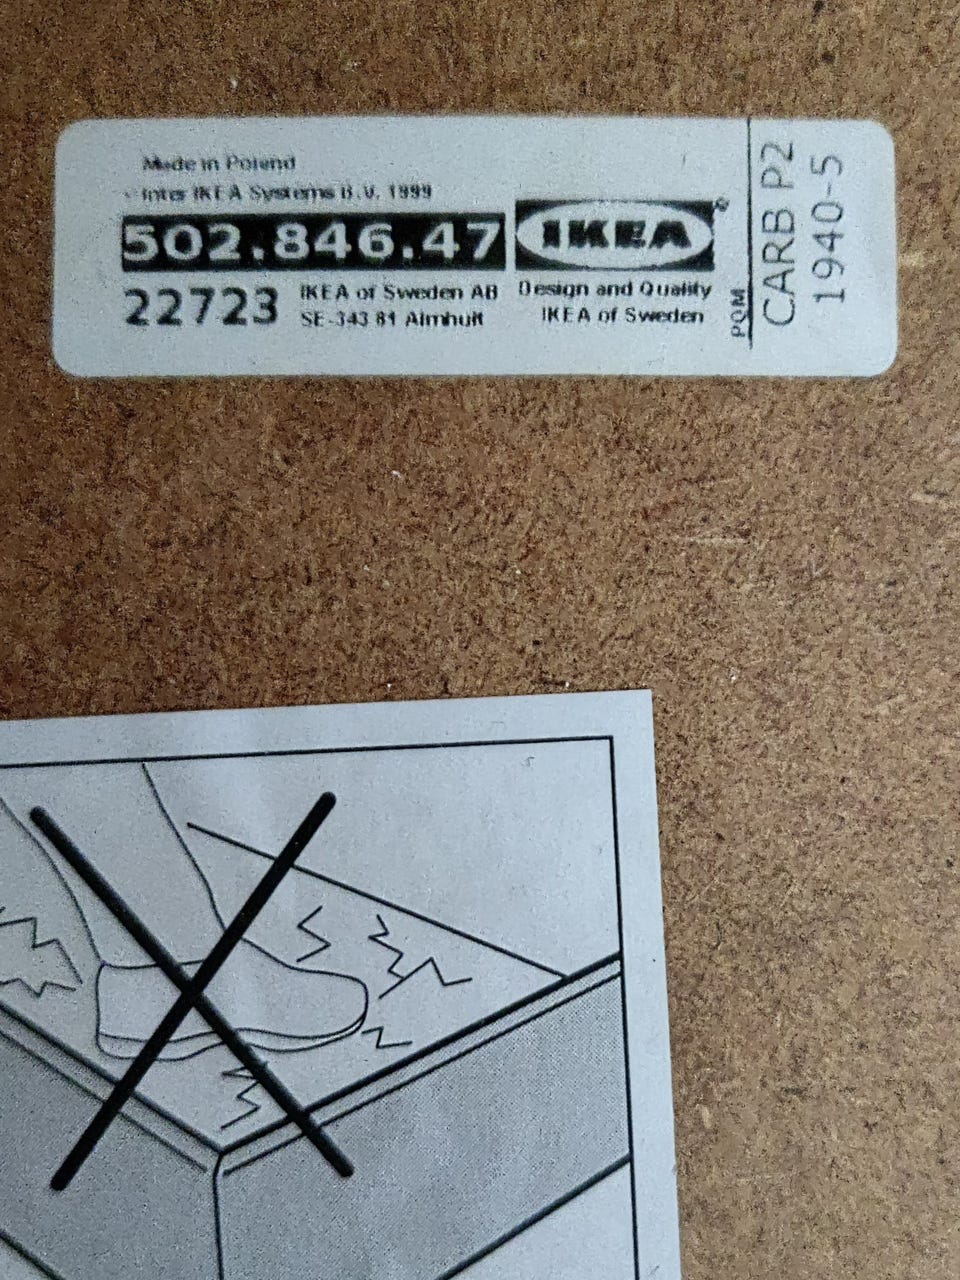 Made in Poland
© Inter IKEA Systems B.V. 1999
502.846.47
IKEA®
22723
IKEA of Sweden AB
SE-343 81 Älmhult
Design and Quality
IKEA of Sweden
PQM
CARB P2
1940-5